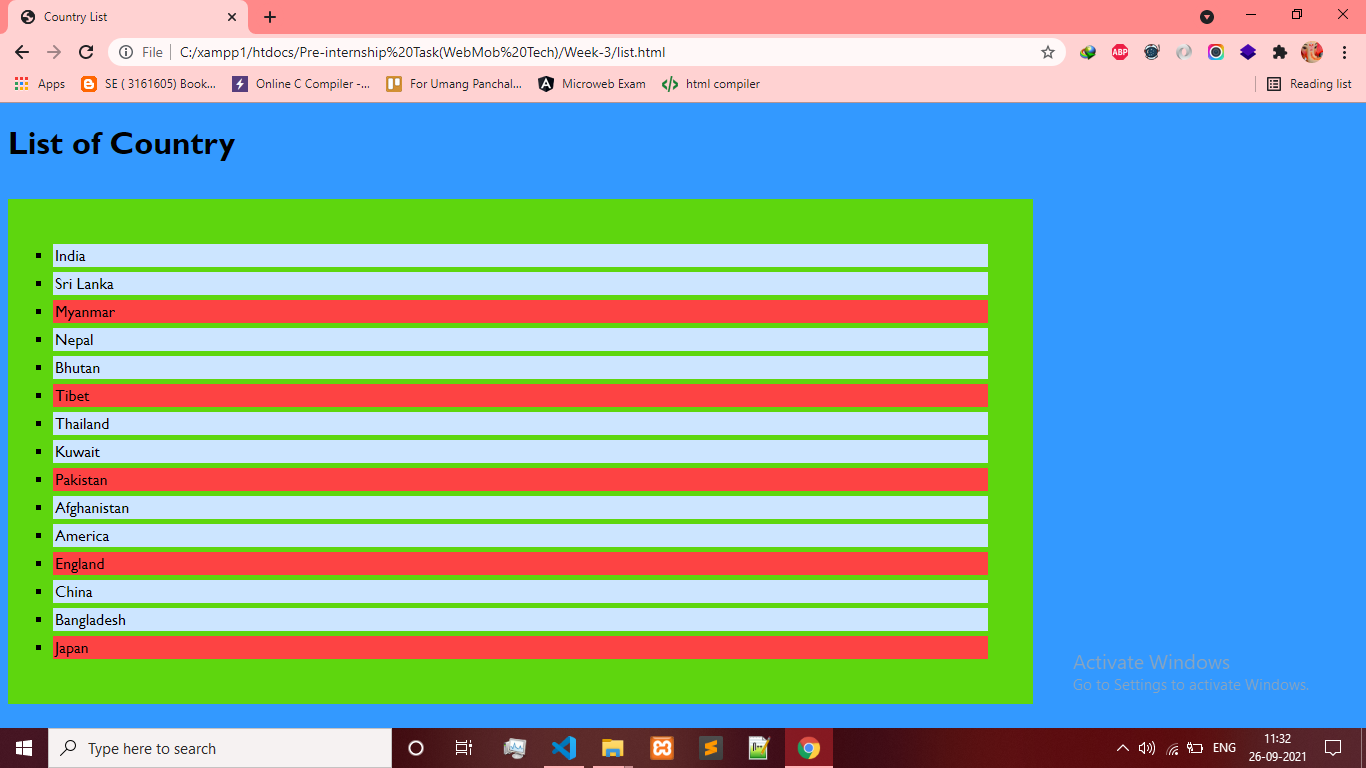 Country List
File C:/xampp1/htdocs/Pre-internship%20Task(WebMob%20Tech)/Week-3/list.html
ABP
Apps SE ( 3161605) Book... Online C Compiler -... For Umang Panchal... Microweb Exam html compiler Reading list
List of Country
India
Sri Lanka
Myanmar
Nepal
Bhutan
Tibet
Thailand
Kuwait
Pakistan
Afghanistan
America
England
China
Bangladesh
Japan
Activate Windows
Go to Settings to activate Windows.
Type here to search ENG 11:32
26-09-2021